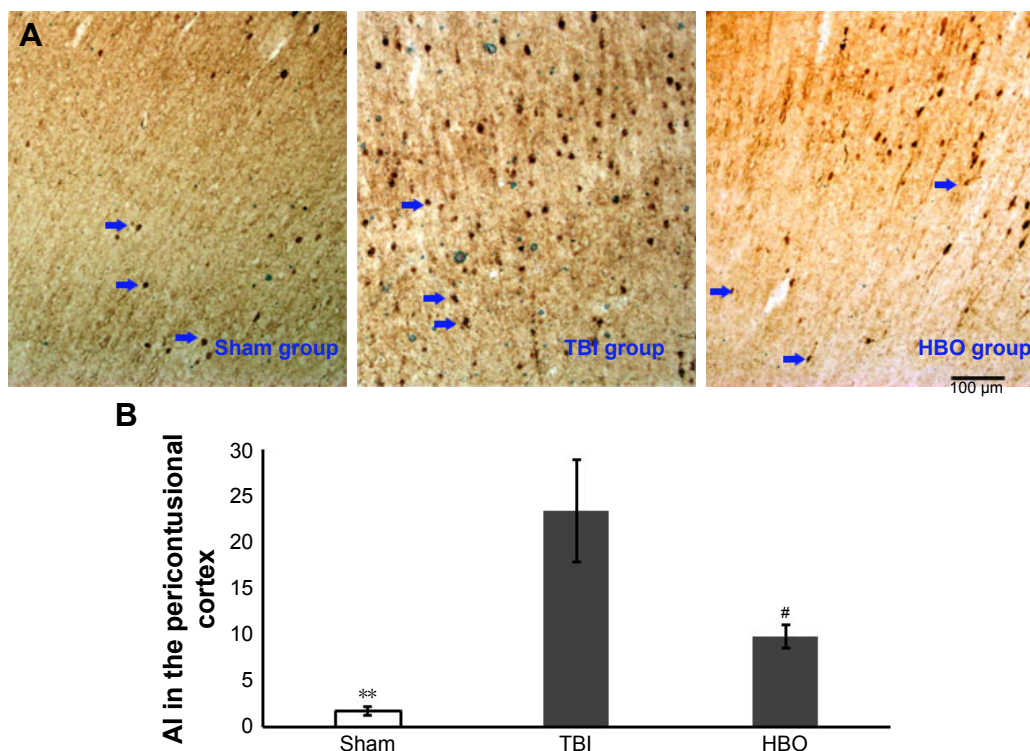 A
Sham group
TBI group
HBO group
100 µm
B
AI in the pericontusional
cortex
30
25
20
15
10
5
0
**
#
Sham
TBI
HBO